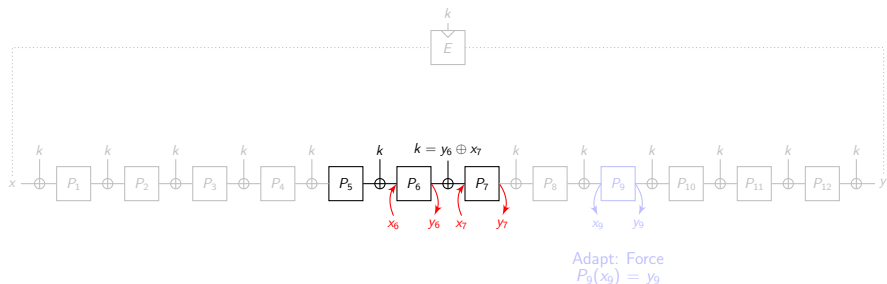 k
E
k k k k k k k = y₆ ⊕ x₇ k k k k k k
x P₁ P₂ P₃ P₄ P₅ P₆ P₇ P₈ P₉ P₁₀ P₁₁ P₁₂ y
x₆ y₆ x₇ y₇ x₉ y₉
Adapt: Force
P₉(x₉) = y₉